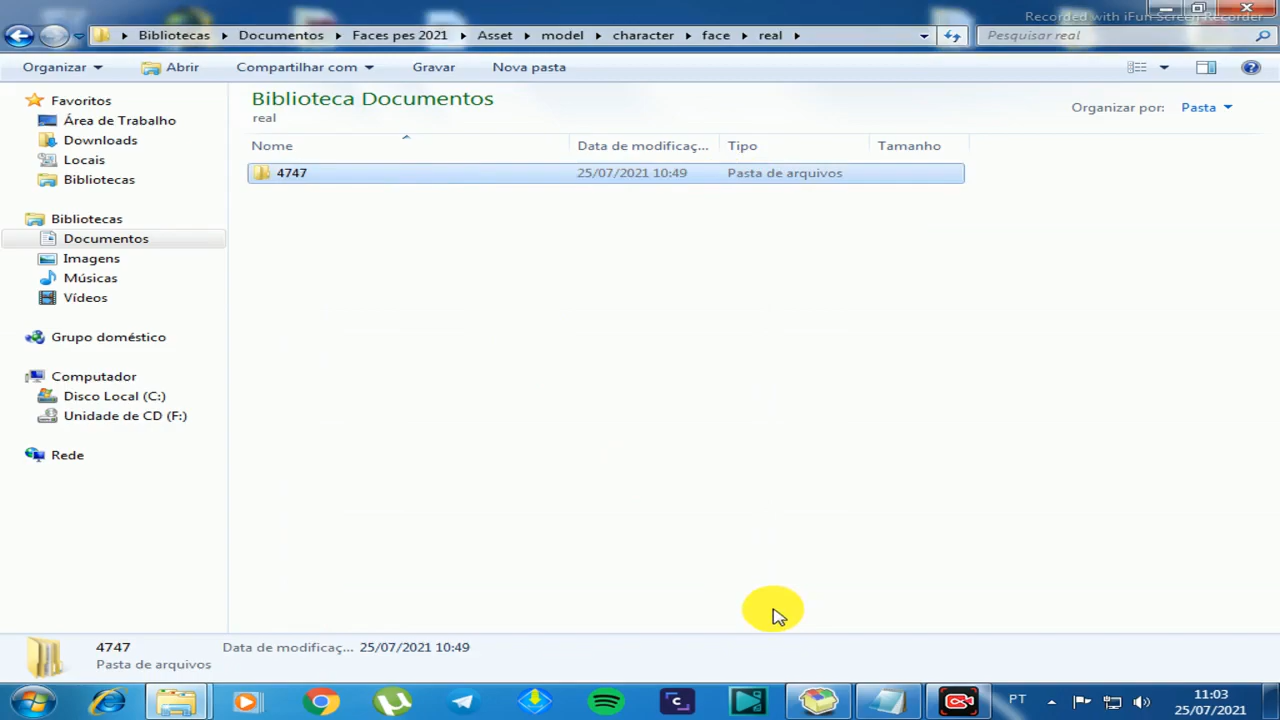 Recorded with iFun Screen Recorder
Bibliotecas Documentos Faces pes 2021 Asset model character face real
Pesquisar real
Organizar Abrir Compartilhar com Gravar Nova pasta
Favoritos
Área de Trabalho
Downloads
Locais
Bibliotecas
Bibliotecas
Documentos
Imagens
Músicas
Vídeos
Grupo doméstico
Computador
Disco Local (C:)
Unidade de CD (F:)
Rede
Biblioteca Documentos
real
Organizar por: Pasta
Nome Data de modificaç... Tipo Tamanho
4747 25/07/2021 10:49 Pasta de arquivos
4747 Data de modificaç... 25/07/2021 10:49
Pasta de arquivos
PT
11:03
25/07/2021